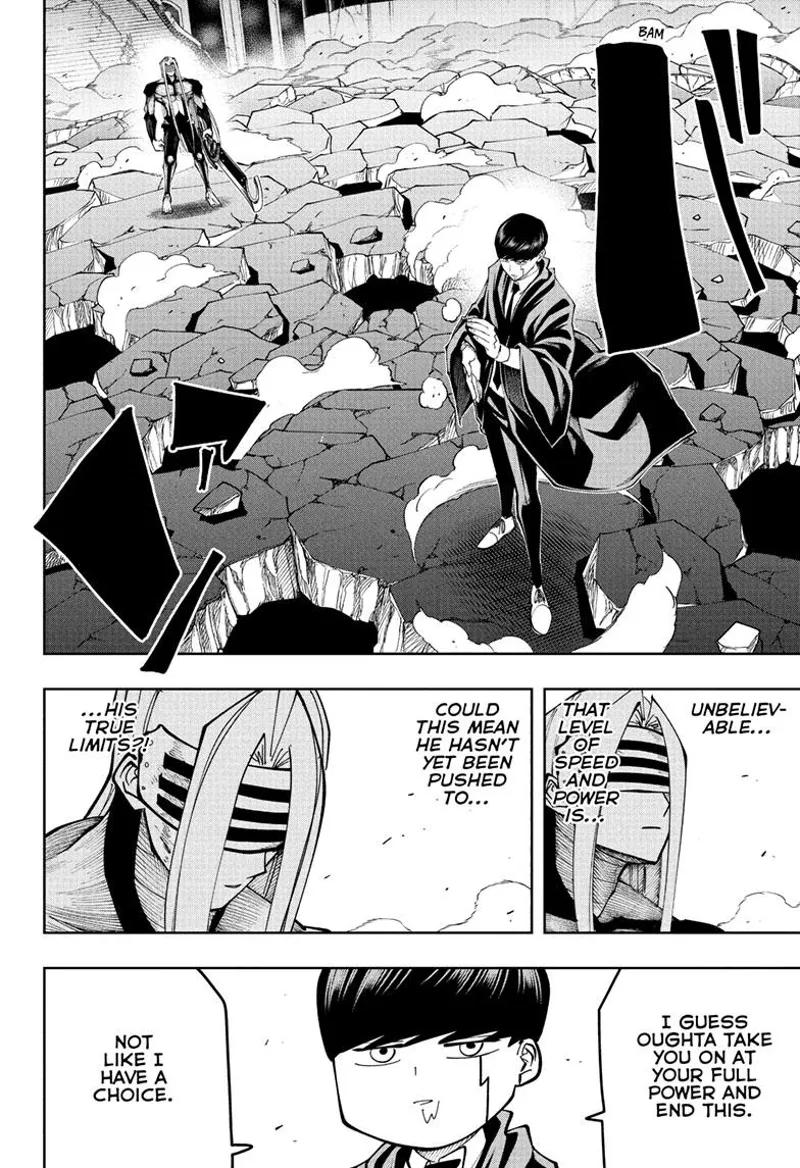 BAM
UNBELIEV-
ABLE...
THAT
LEVEL
OF
SPEED
AND
POWER
IS...
COULD
THIS MEAN
HE HASN'T
YET BEEN
PUSHED
TO...
...HIS
TRUE
LIMITS?!
I GUESS
OUGHTA TAKE
YOU ON AT
YOUR FULL
POWER AND
END THIS.
NOT
LIKE I
HAVE A
CHOICE.